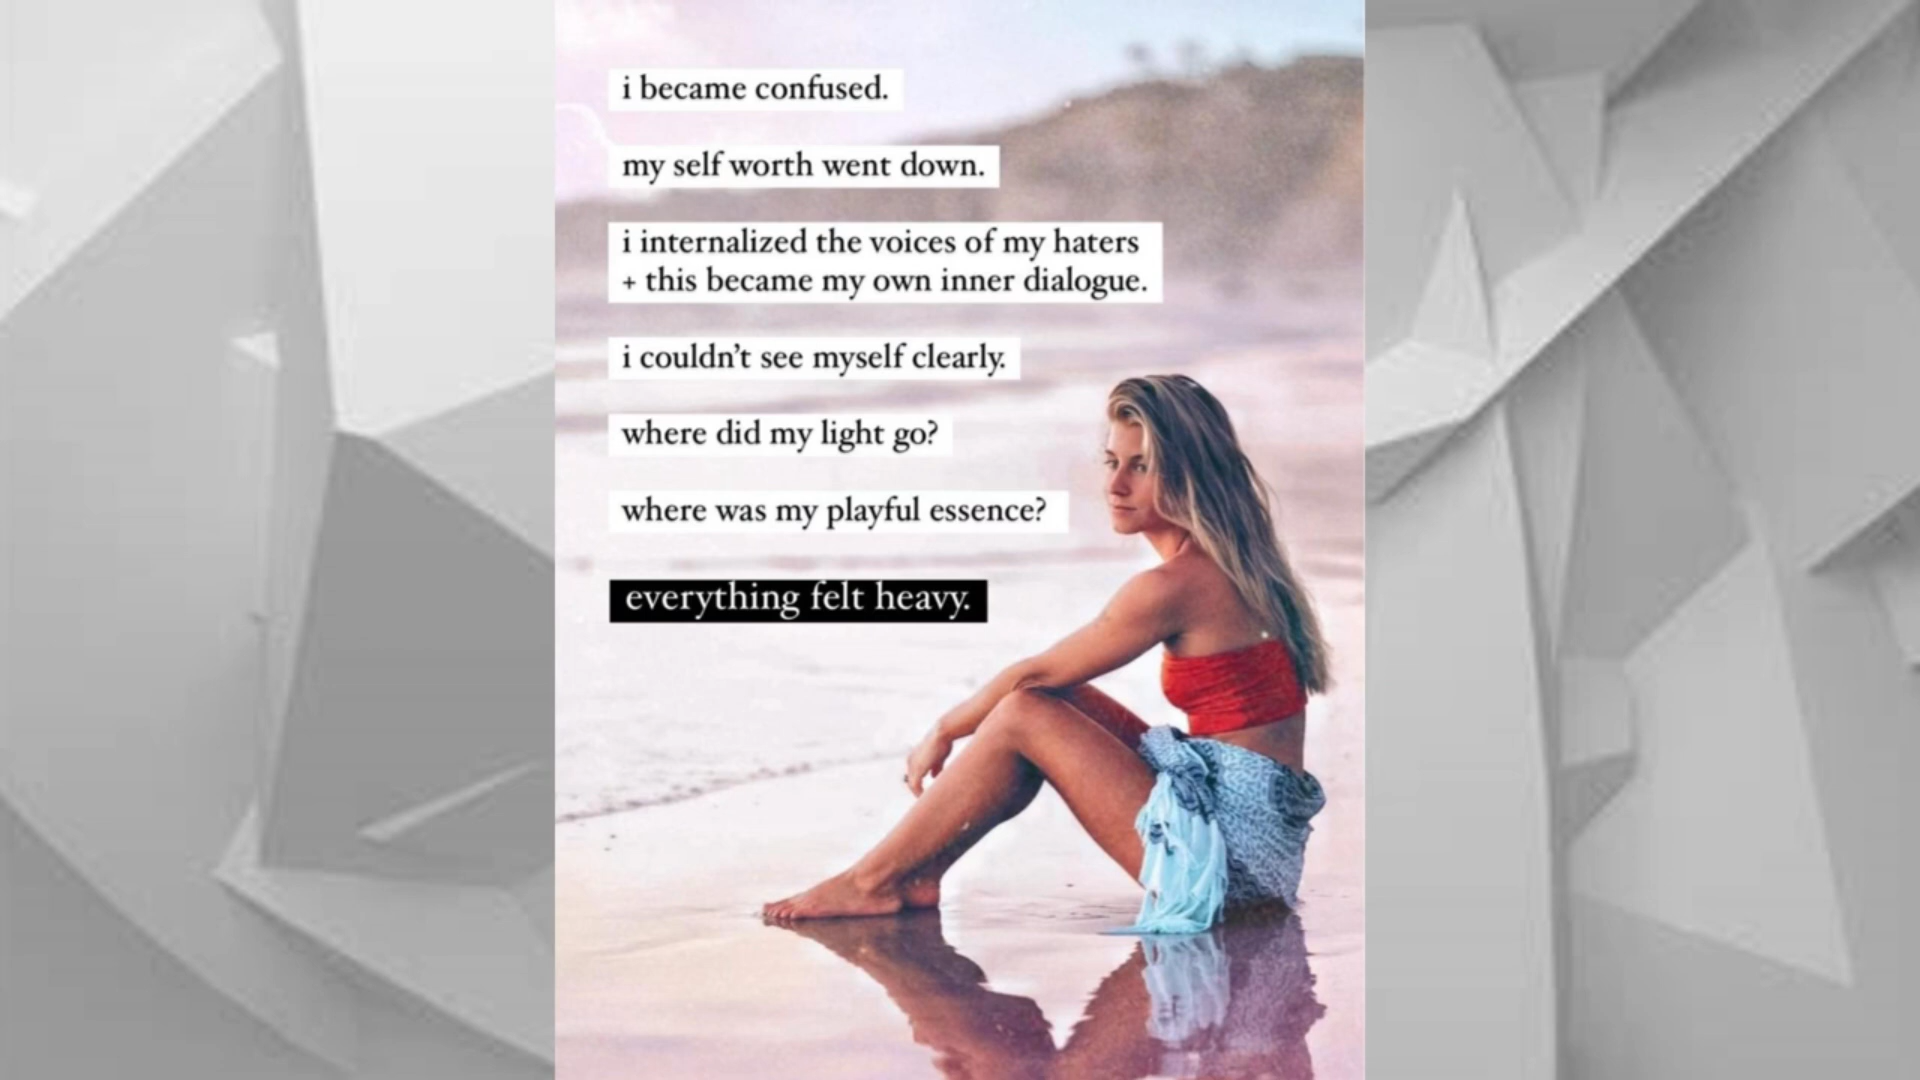 i became confused.
my self worth went down.
i internalized the voices of my haters
+ this became my own inner dialogue.
i couldn't see myself clearly.
where did my light go?
where was my playful essence?
everything felt heavy.